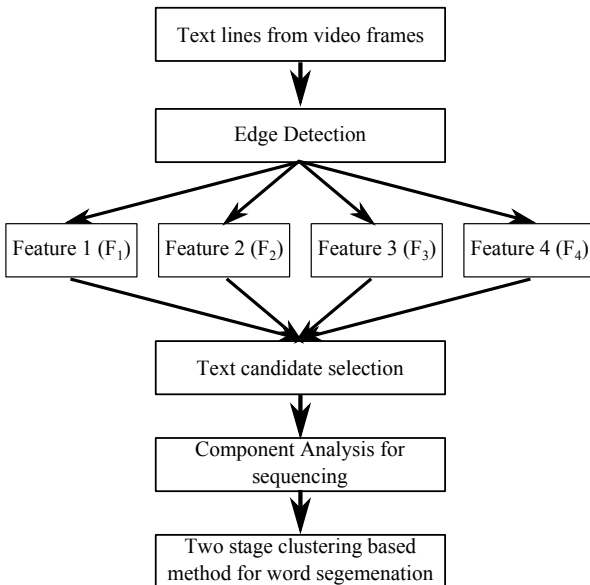 Text lines from video frames
Edge Detection
Feature 1 (F₁)
Feature 2 (F₂)
Feature 3 (F₃)
Feature 4 (F₄)
Text candidate selection
Component Analysis for
sequencing
Two stage clustering based
method for word segemenation